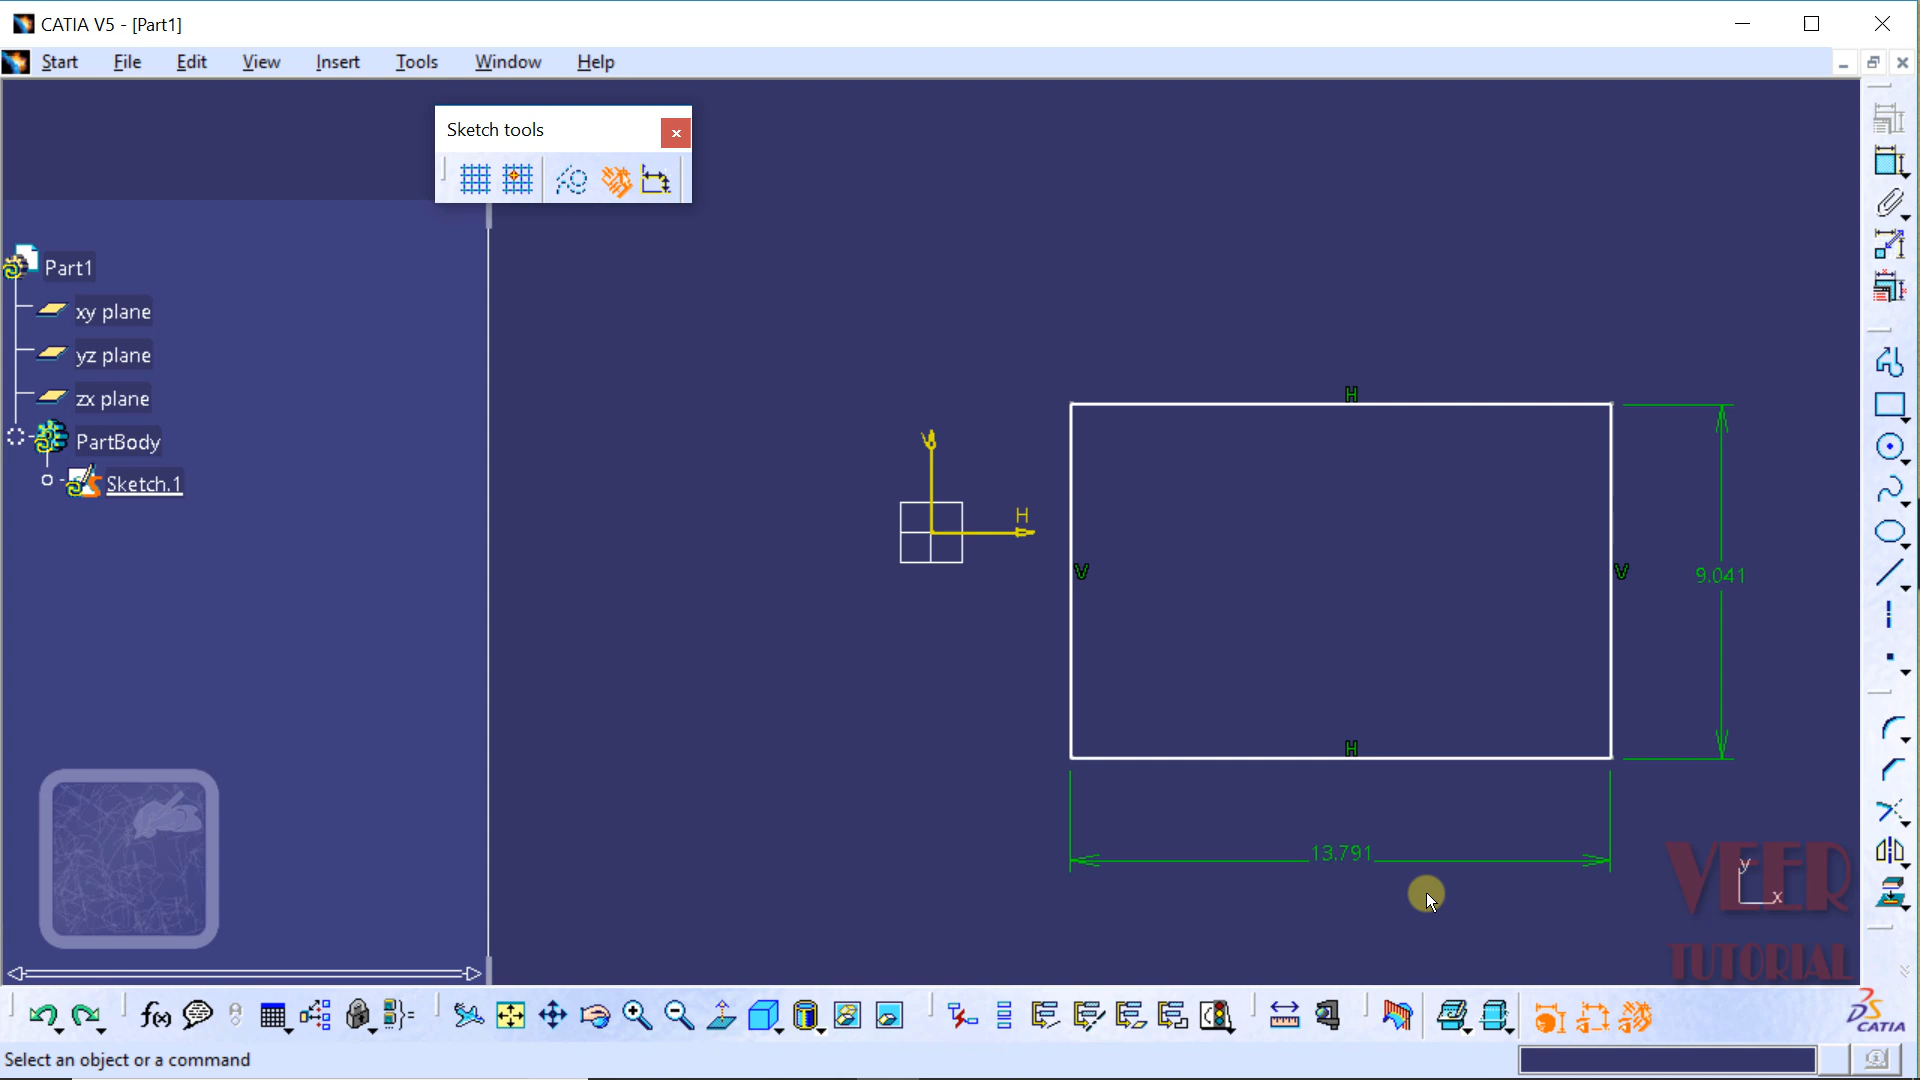 CATIA V5 - [Part1]
Start File Edit View Insert Tools Window Help
Sketch tools
Part1
xy plane
yz plane
zx plane
PartBody
Sketch.1
V
H
H
V
V
9.041
H
13.791
VEER
TUTORIAL
y
x
f(x)
CATIA
Select an object or a command